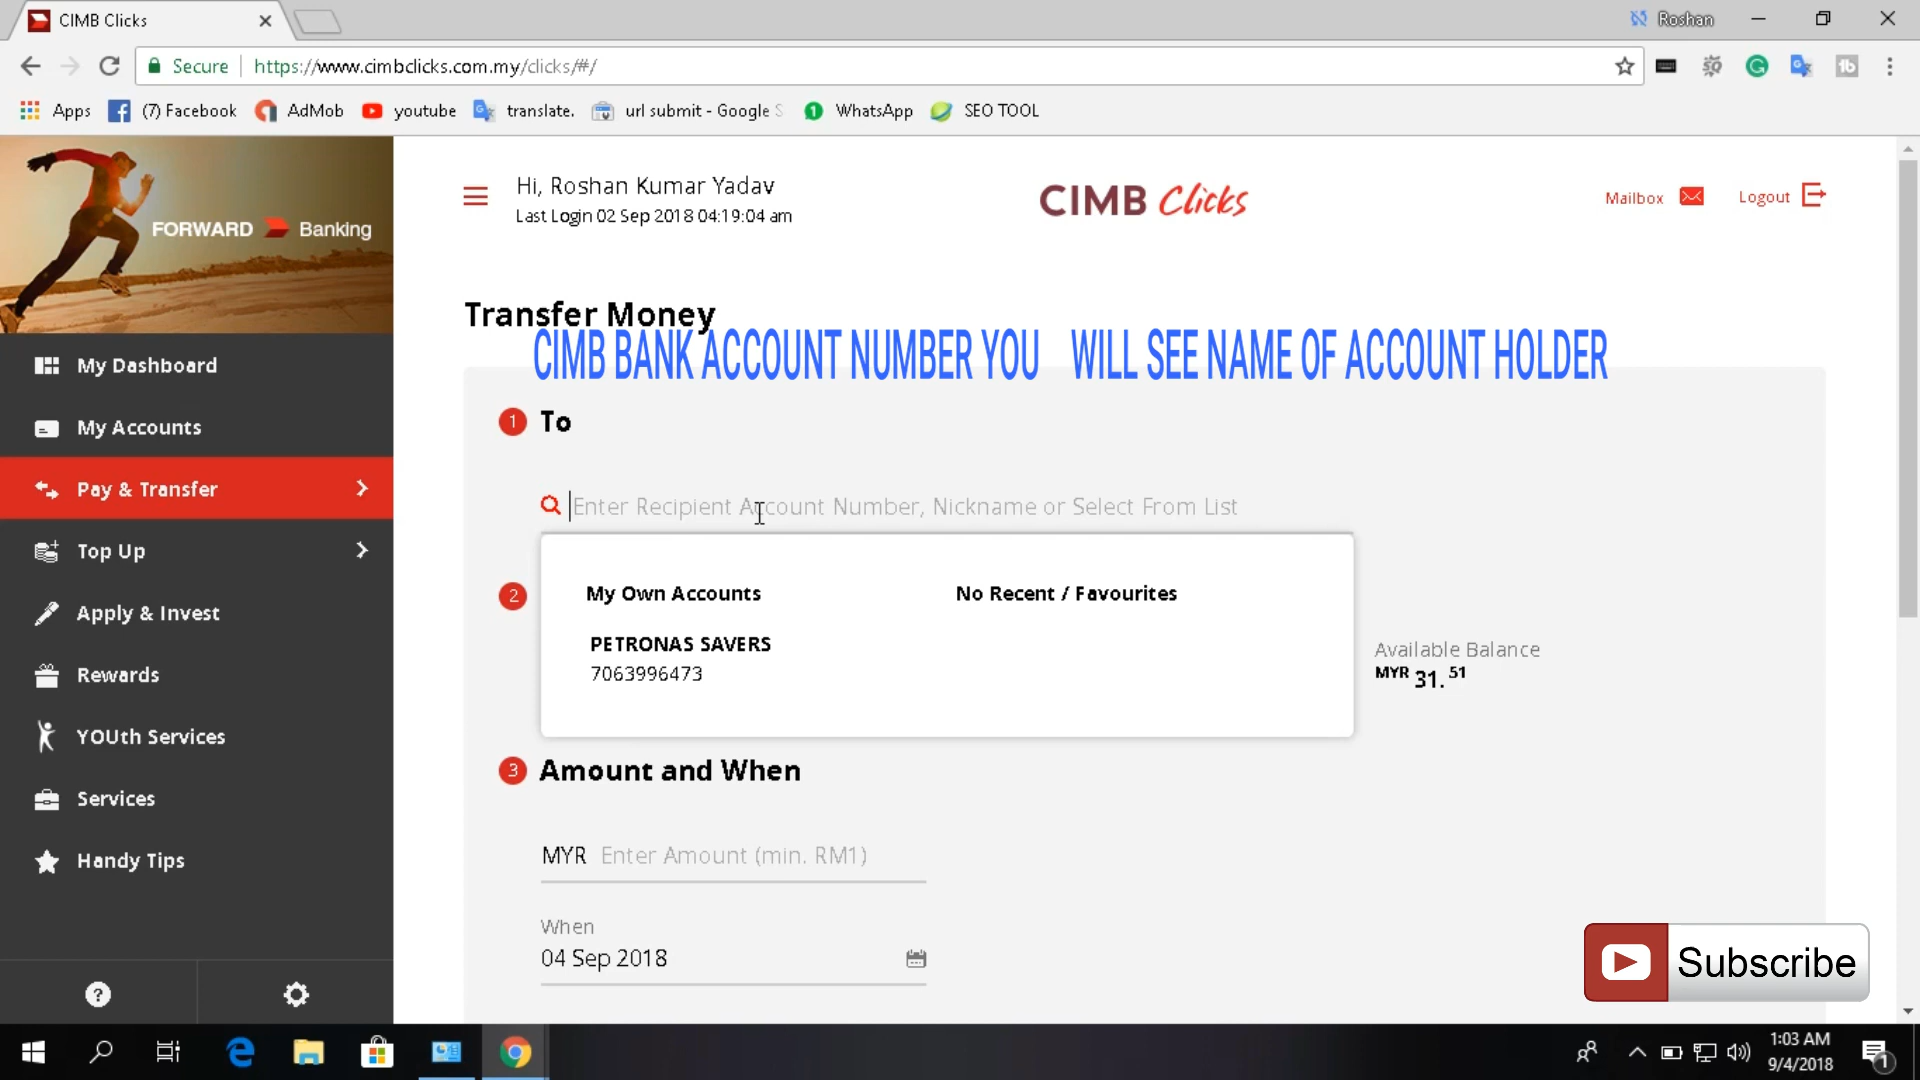 CIMB Clicks
Roshan
Secure
https://www.cimbclicks.com.my/clicks/#/
Apps
(7) Facebook
AdMob
youtube
translate.
url submit - Google S
WhatsApp
SEO TOOL
FORWARD Banking
Hi, Roshan Kumar Yadav
Last Login 02 Sep 2018 04:19:04 am
CIMB Clicks
Mailbox
Logout
My Dashboard
My Accounts
Pay & Transfer
Top Up
Apply & Invest
Rewards
YOUth Services
Services
Handy Tips
Transfer Money
CIMB BANK ACCOUNT NUMBER YOU WILL SEE NAME OF ACCOUNT HOLDER
1 To
Enter Recipient Account Number, Nickname or Select From List
2
My Own Accounts
No Recent / Favourites
PETRONAS SAVERS
7063996473
Available Balance
MYR 31.51
3 Amount and When
MYR Enter Amount (min. RM1)
When
04 Sep 2018
Subscribe
1:03 AM
9/4/2018
1